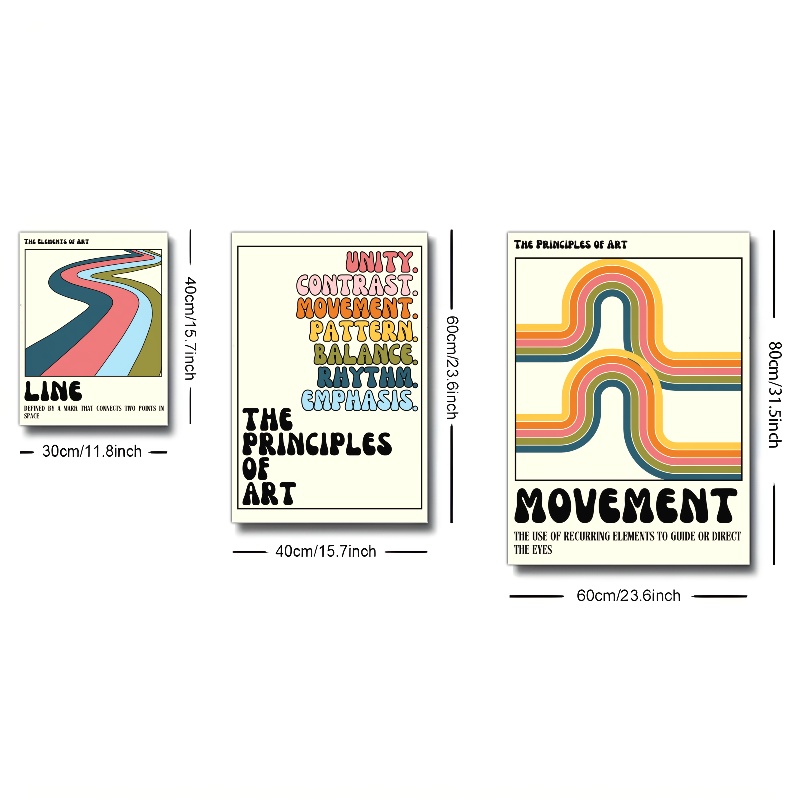 THE ELEMENTS OF ART
LINE
DEFINED BY A MARK THAT CONNECTS TWO POINTS IN
SPACE
40cm/15.7inch
30cm/11.8inch
UNITY.
CONTRAST.
MOVEMENT.
PATTERN.
BALANCE.
RHYTHM.
EMPHASIS.
THE
PRINCIPLES
OF
ART
60cm/23.6inch
40cm/15.7inch
THE PRINCIPLES OF ART
MOVEMENT
THE USE OF RECURRING ELEMENTS TO GUIDE OR DIRECT
THE EYES
80cm/31.5inch
60cm/23.6inch